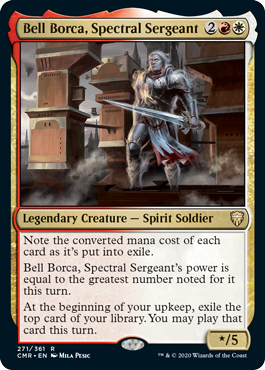 Bell Borca, Spectral Sergeant 2
Legendary Creature — Spirit Soldier
Note the converted mana cost of each
card as it's put into exile.
Bell Borca, Spectral Sergeant's power is
equal to the greatest number noted for it
this turn.
At the beginning of your upkeep, exile the
top card of your library. You may play that
card this turn.
*/5
271/361 R
CMR • EN Mila Pesic ™ & © 2020 Wizards of the Coast